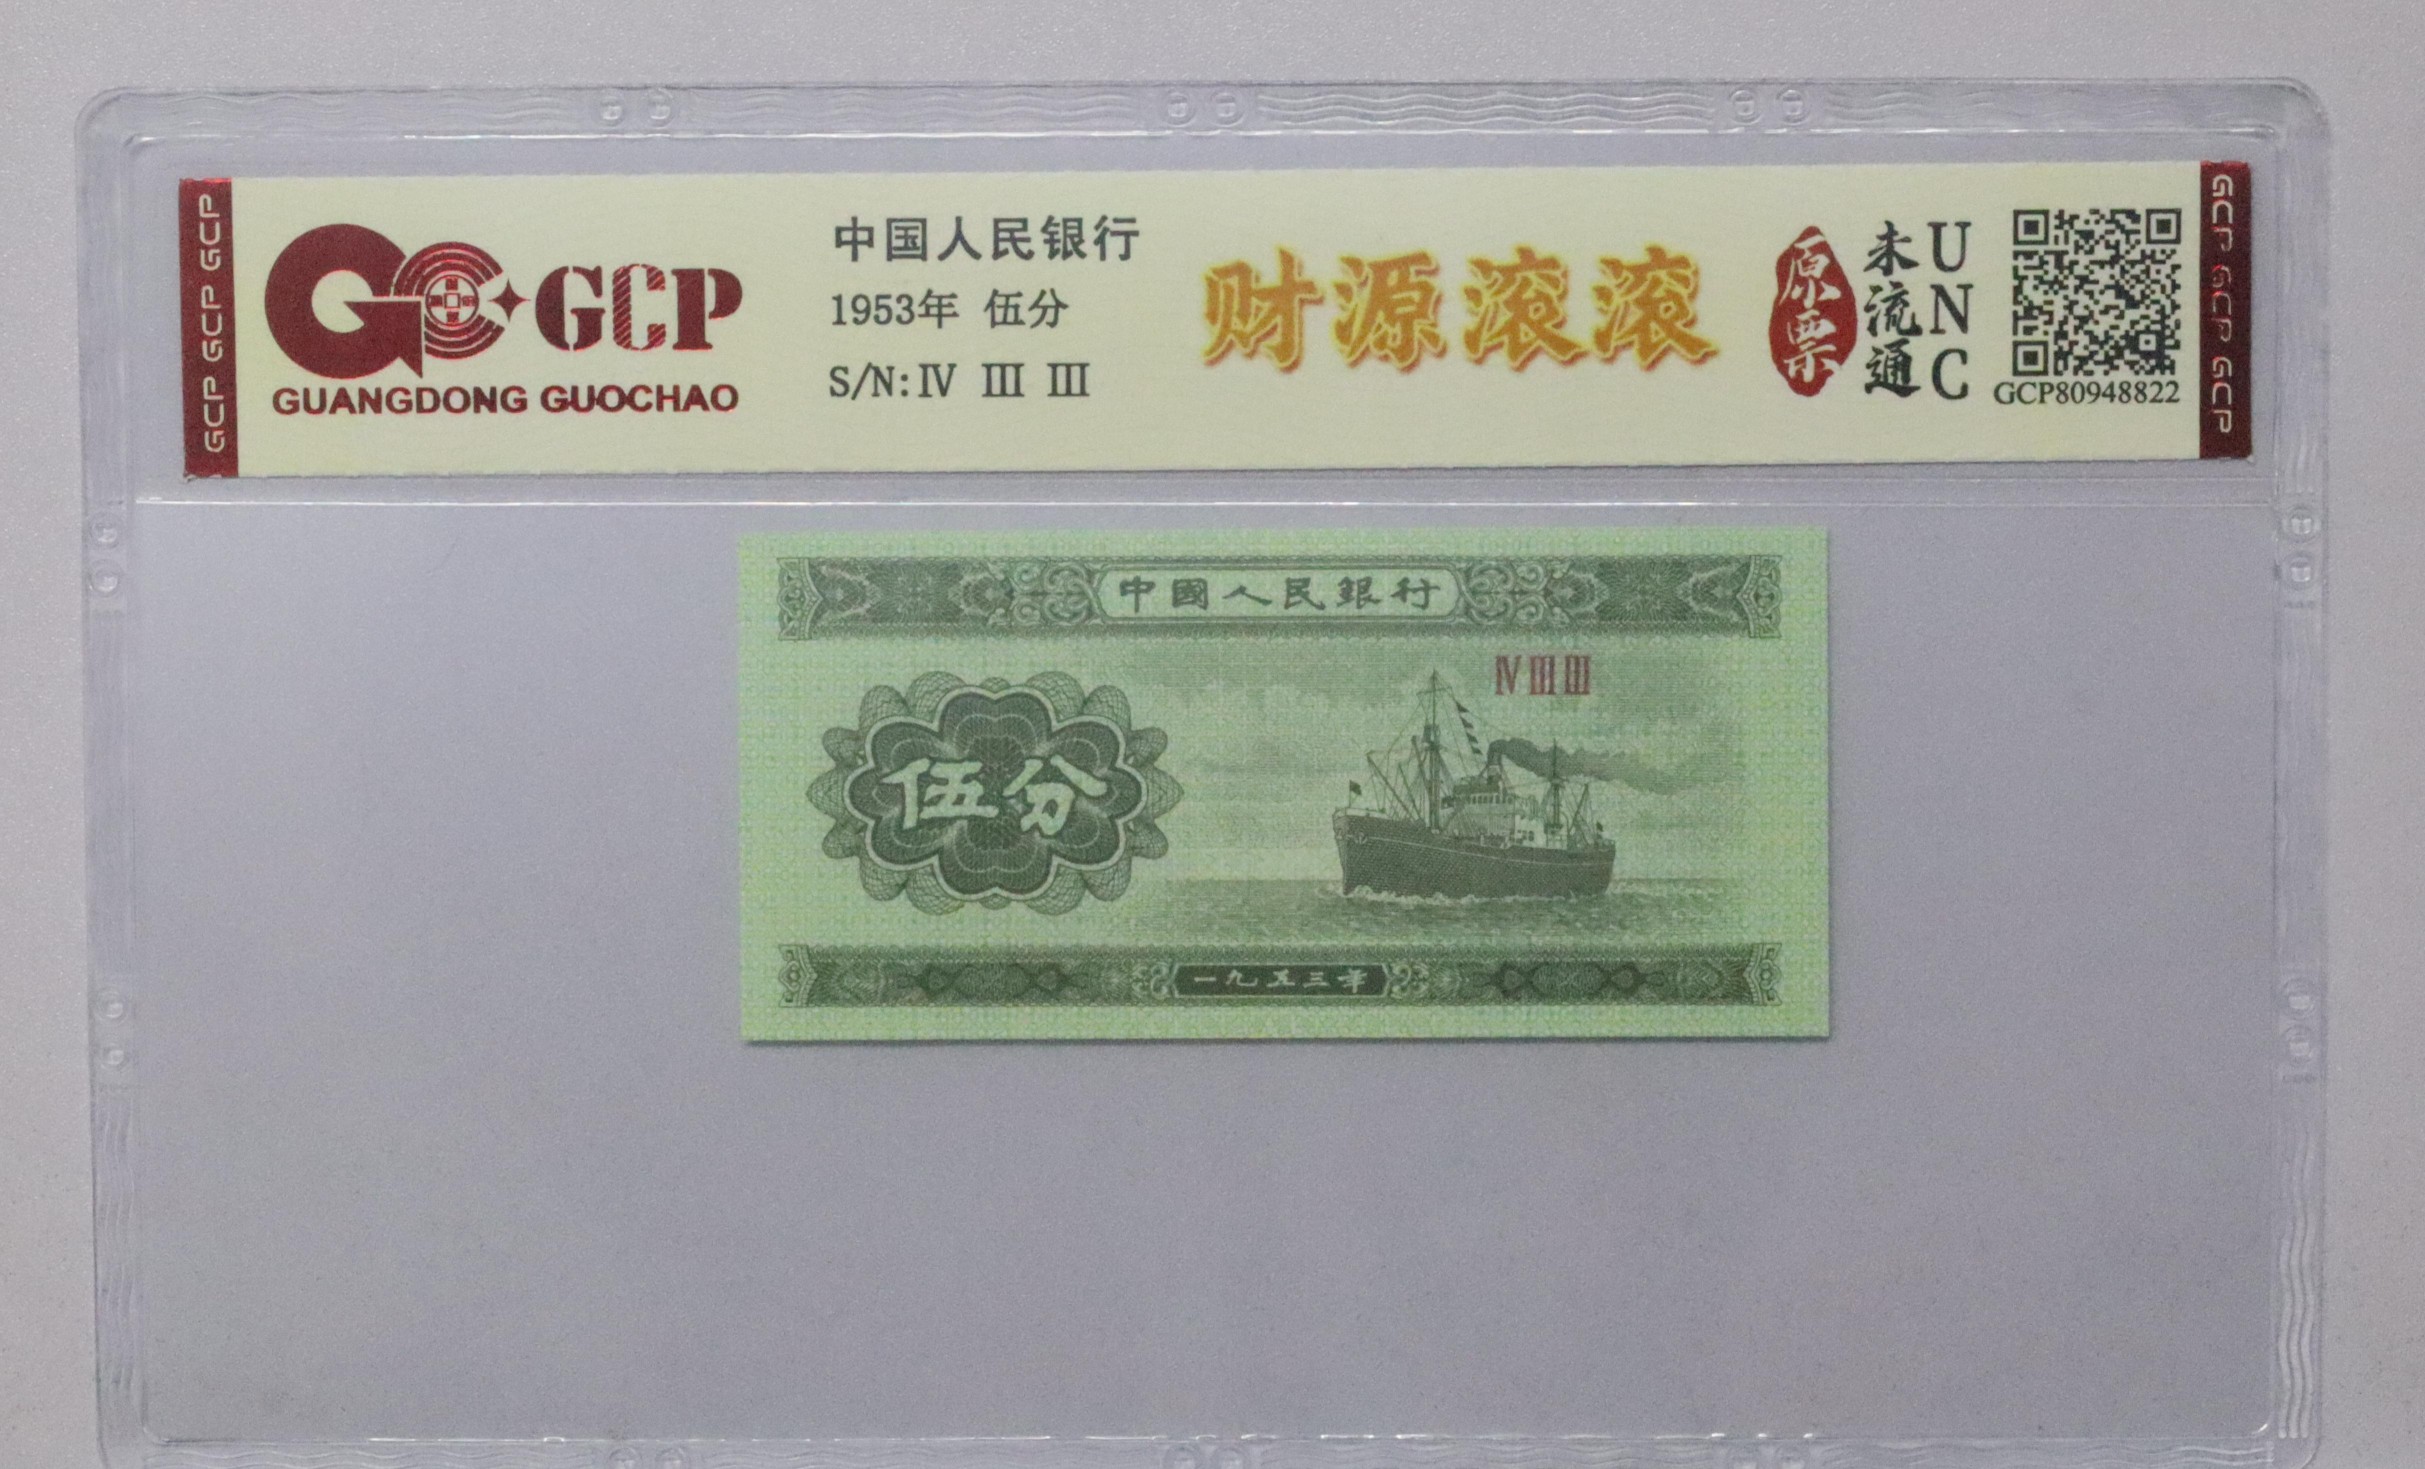 GCP GCP GCP
GCP
GUANGDONG GUOCHAO
中国人民银行
1953年 伍分
S/N: Ⅳ Ⅲ Ⅲ
财源滚滚
原票
未流通
UNC
GCP80948822
GCP GCP GCP
中國人民銀行
Ⅳ Ⅲ Ⅲ
伍分
一九五三年